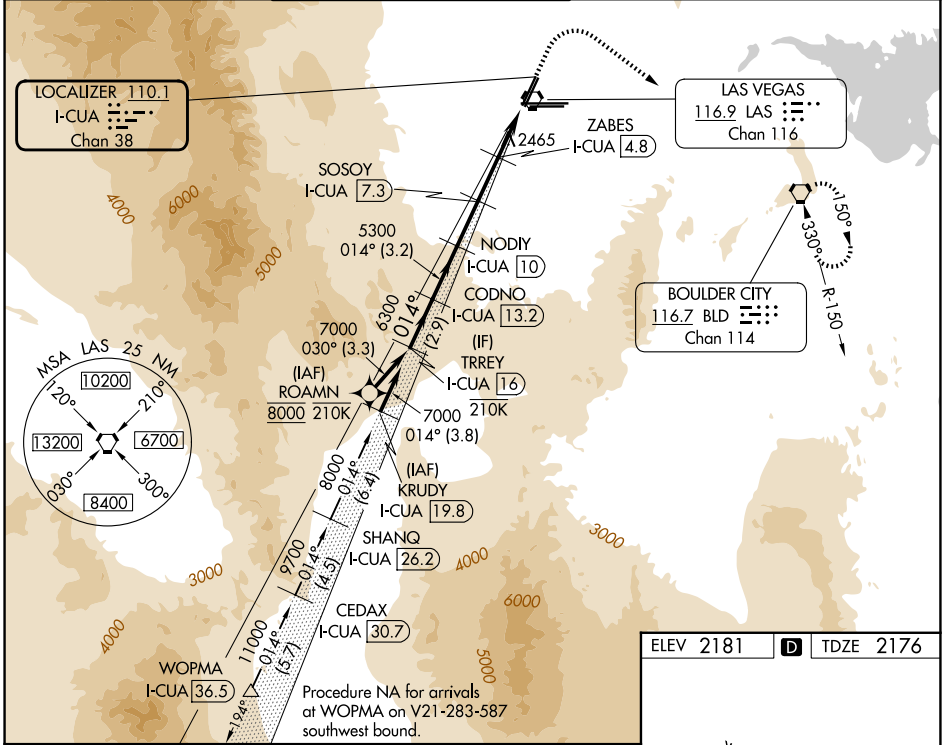 LOCALIZER 110.1
I-CUA
Chan 38
LAS VEGAS
116.9 LAS
Chan 116
2465
ZABES
I-CUA 4.8
SOSOY
I-CUA 7.3
4000
6000
5000
5300
014° (3.2)
NODIY
I-CUA 10
150°
330°
R-150
BOULDER CITY
116.7 BLD
Chan 114
6300
014°
(2.9)
CODNO
I-CUA 13.2
7000
030° (3.3)
(IF)
TRREY
I-CUA 16
210K
(IAF)
ROAMN
8000 210K
7000
014° (3.8)
MSA LAS 25 NM
10200
120°
210°
13200
6700
030°
300°
8400
8000
014°
(6.4)
(IAF)
KRUDY
I-CUA 19.8
3000
SHANQ
I-CUA 26.2
4000
9700
014°
(4.5)
3000
6000
CEDAX
I-CUA 30.7
11000
014°
(5.7)
4000
5000
WOPMA
I-CUA 36.5
194°
Procedure NA for arrivals
at WOPMA on V21-283-587
southwest bound.
ELEV 2181 D TDZE 2176